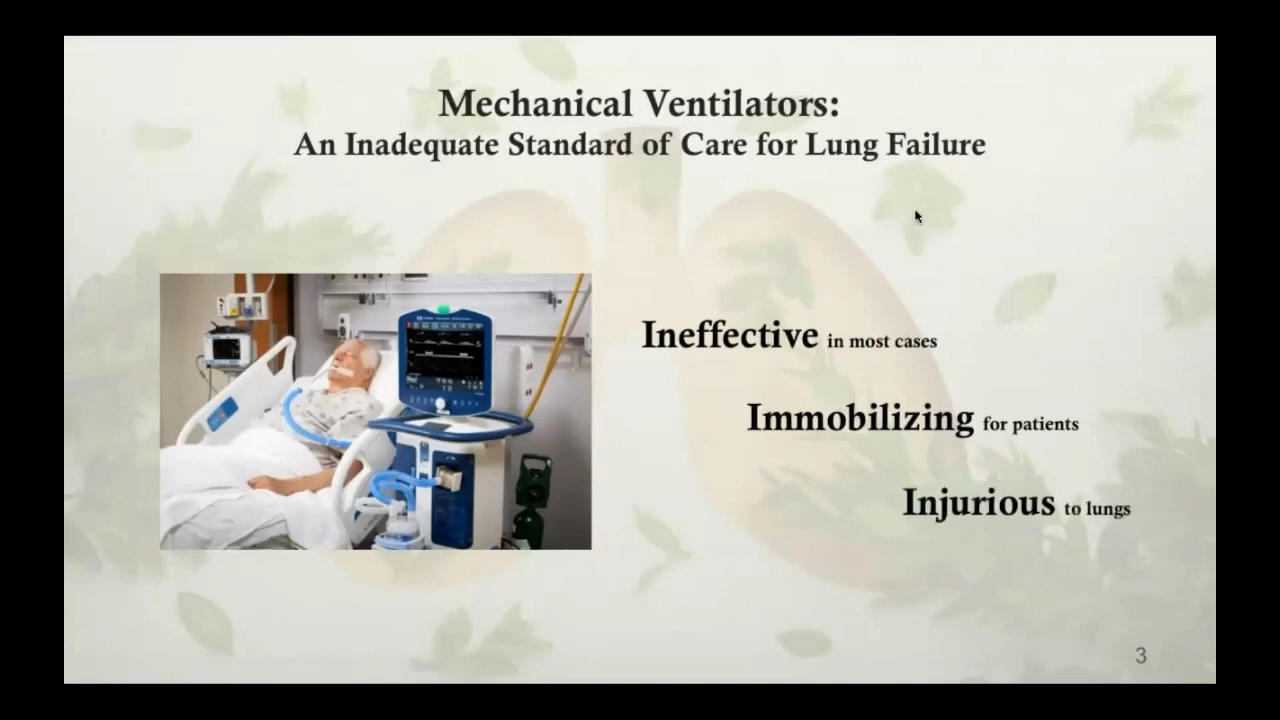 Mechanical Ventilators:
An Inadequate Standard of Care for Lung Failure
Ineffective in most cases
Immobilizing for patients
Injurious to lungs
3